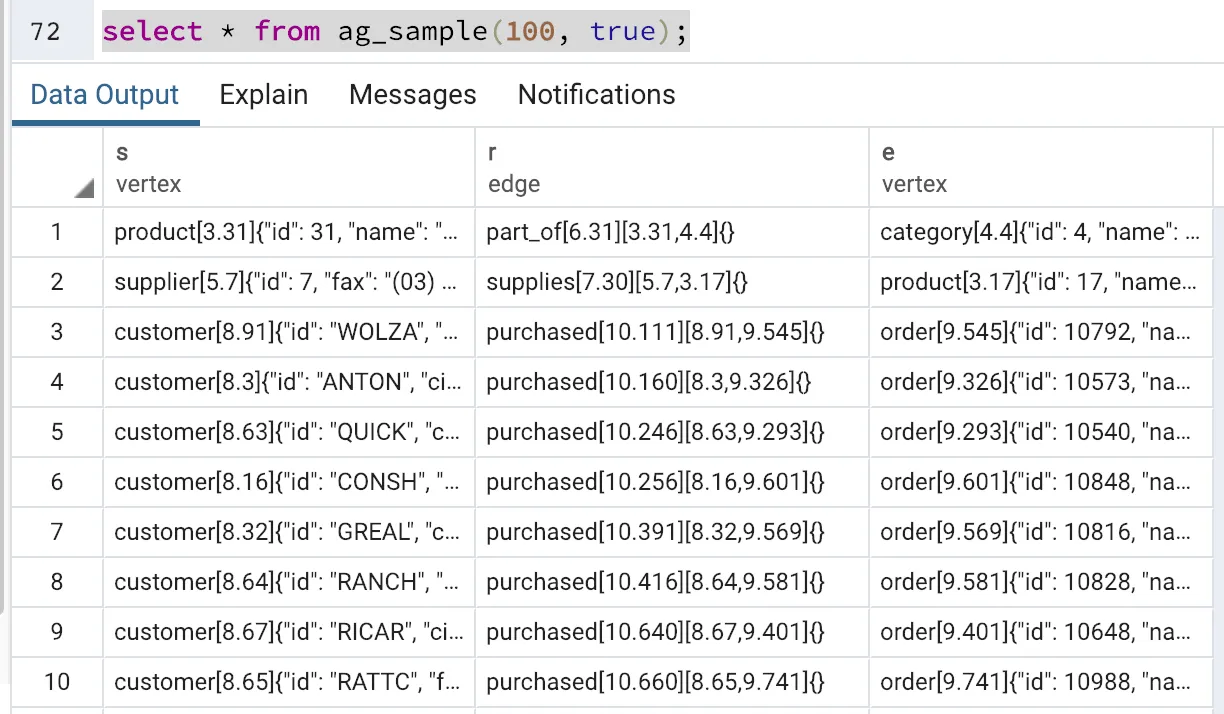 72 select * from ag_sample(100, true);
Data Output Explain Messages Notifications
s r e
vertex edge vertex
1 product[3.31]{"id": 31, "name": "... part_of[6.31][3.31,4.4]{} category[4.4]{"id": 4, "name": ...
2 supplier[5.7]{"id": 7, "fax": "(03) ... supplies[7.30][5.7,3.17]{} product[3.17]{"id": 17, "name...
3 customer[8.91]{"id": "WOLZA", "... purchased[10.111][8.91,9.545]{} order[9.545]{"id": 10792, "na...
4 customer[8.3]{"id": "ANTON", "ci... purchased[10.160][8.3,9.326]{} order[9.326]{"id": 10573, "na...
5 customer[8.63]{"id": "QUICK", "c... purchased[10.246][8.63,9.293]{} order[9.293]{"id": 10540, "na...
6 customer[8.16]{"id": "CONSH", "... purchased[10.256][8.16,9.601]{} order[9.601]{"id": 10848, "na...
7 customer[8.32]{"id": "GREAL", "c... purchased[10.391][8.32,9.569]{} order[9.569]{"id": 10816, "na...
8 customer[8.64]{"id": "RANCH", "... purchased[10.416][8.64,9.581]{} order[9.581]{"id": 10828, "na...
9 customer[8.67]{"id": "RICAR", "ci... purchased[10.640][8.67,9.401]{} order[9.401]{"id": 10648, "na...
10 customer[8.65]{"id": "RATTC", "f... purchased[10.660][8.65,9.741]{} order[9.741]{"id": 10988, "na...